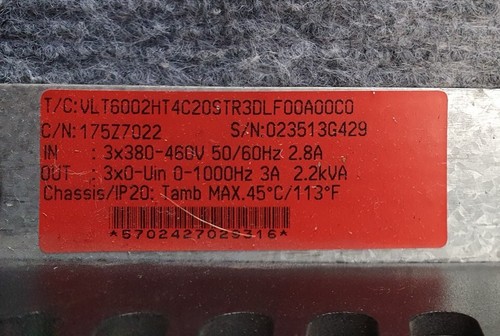 T/C:VLT6002HT4C20STR3DLF00A00C0
C/N:175Z7022 S/N:023513G429
IN : 3x380-460V 50/60Hz 2.8A
OUT : 3x0-Uin 0-1000Hz 3A 2.2kVA
Chassis/IP20: Tamb MAX.45°C/113°F
*6702427029316*